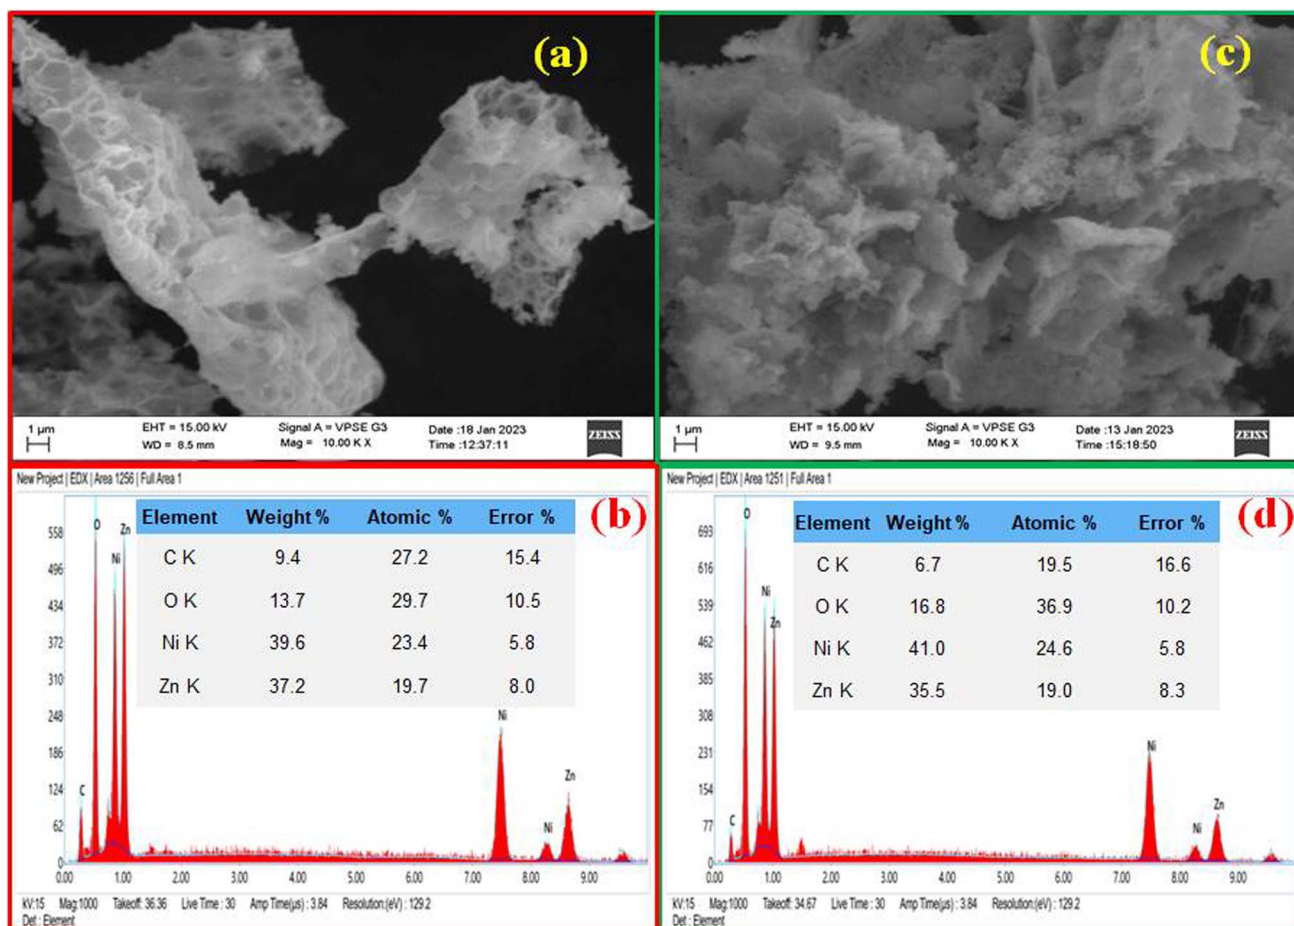 (a)
1 µm
EHT = 15.00 kV
WD = 8.5 mm
Signal A = VPSE G3
Mag = 10.00 K X
Date :18 Jan 2023
Time :12:37:11
ZEISS
(c)
1 µm
EHT = 15.00 kV
WD = 9.5 mm
Signal A = VPSE G3
Mag = 10.00 K X
Date :13 Jan 2023
Time :15:18:50
ZEISS
New Project | EDX | Area 1256 | Full Area 1
(b)
Element Weight % Atomic % Error %
C K 9.4 27.2 15.4
O K 13.7 29.7 10.5
Ni K 39.6 23.4 5.8
Zn K 37.2 19.7 8.0
558
496
434
372
310
248
186
124
62
0
C
O
Ni
Zn
Ni
Ni
Zn
0.00 1.00 2.00 3.00 4.00 5.00 6.00 7.00 8.00 9.00
kV:15 Mag:1000 Takeoff: 36.36 Live Time : 30 Amp Time(µs) : 3.84 Resolution:(eV) : 129.2
Det : Element
New Project | EDX | Area 1251 | Full Area 1
(d)
Element Weight % Atomic % Error %
C K 6.7 19.5 16.6
O K 16.8 36.9 10.2
Ni K 41.0 24.6 5.8
Zn K 35.5 19.0 8.3
693
616
539
462
385
308
231
154
77
0
C
O
Ni
Zn
Ni
Ni
Zn
0.00 1.00 2.00 3.00 4.00 5.00 6.00 7.00 8.00 9.00
kV:15 Mag:1000 Takeoff: 34.67 Live Time : 30 Amp Time(µs) : 3.84 Resolution:(eV) : 129.2
Det : Element